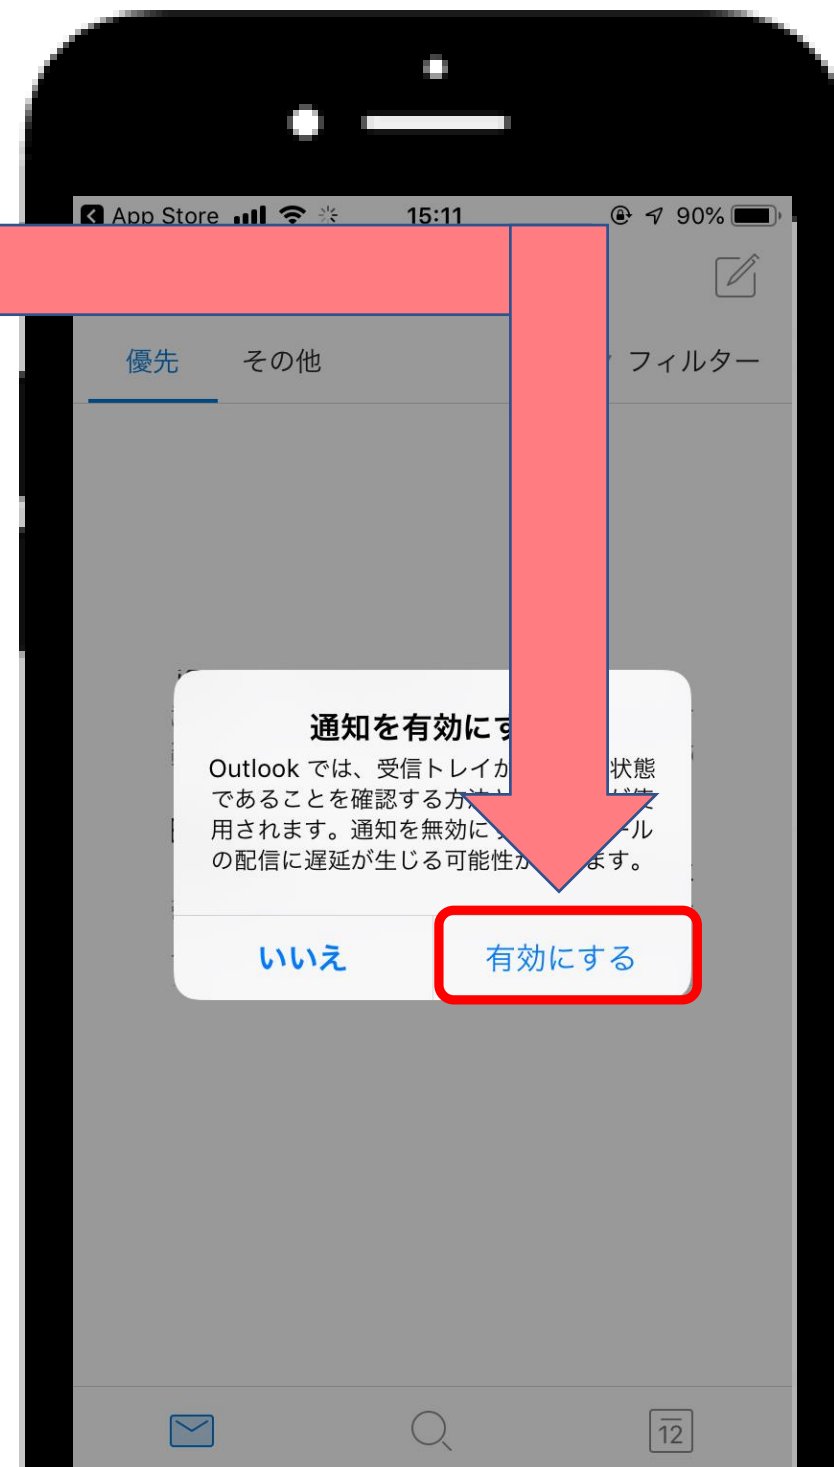 App Store 15:11 90%
優先 その他 フィルター
通知を有効にす
Outlook では、受信トレイが 状態
であることを確認する方法 使
用されます。通知を無効に ール
の配信に遅延が生じる可能性が ます。
いいえ 有効にする
12